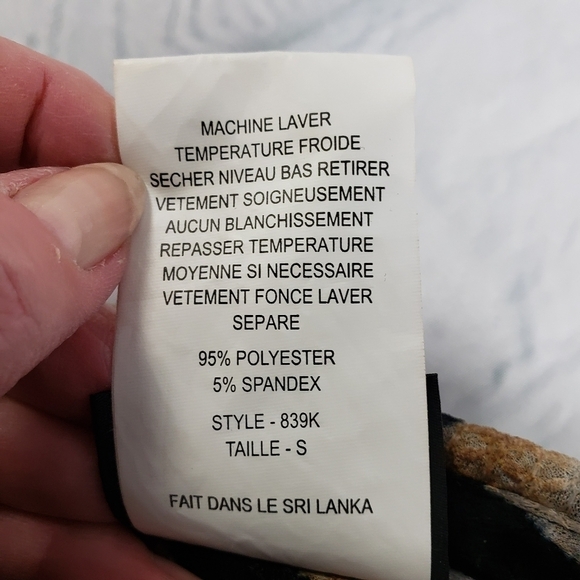 MACHINE LAVER
TEMPERATURE FROIDE
SECHER NIVEAU BAS RETIRER
VETEMENT SOIGNEUSEMENT
AUCUN BLANCHISSEMENT
REPASSER TEMPERATURE
MOYENNE SI NECESSAIRE
VETEMENT FONCE LAVER
SEPARE
95% POLYESTER
5% SPANDEX
STYLE - 839K
TAILLE - S
FAIT DANS LE SRI LANKA